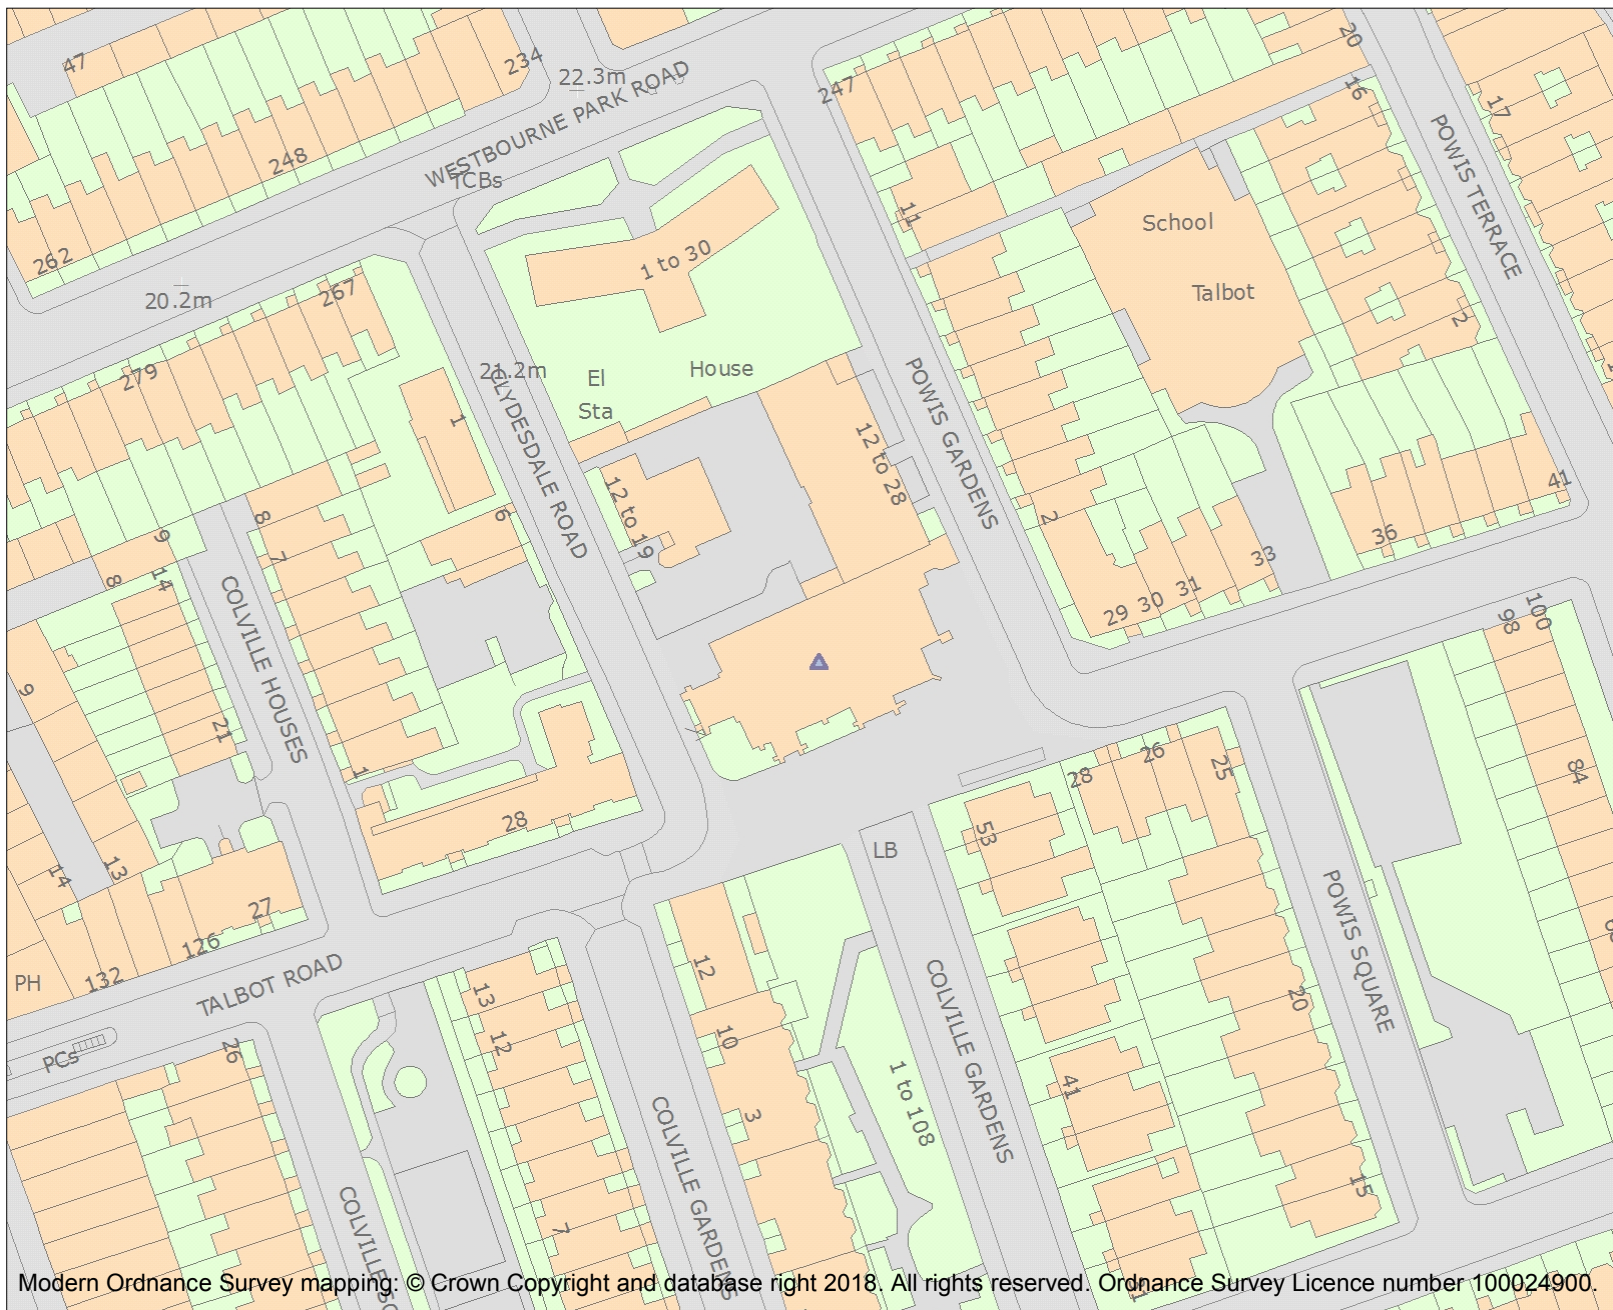 47
234
22.3m
WESTBOURNE PARK ROAD
TCBs
248
262
20.2m
267
279
247
20
16
17
POWIS TERRACE
11
School
Talbot
2
1 to 30
House
21.2m
El
Sta
CLYDESDALE ROAD
POWIS GARDENS
12 to 28
12 to 19
1
6
2
29
30
31
33
36
41
9
8
14
8
7
COLVILLE HOUSES
9
21
1
28
14
13
27
126
132
PH
TALBOT ROAD
PCs
26
98
100
84
28
26
25
53
LB
POWIS SQUARE
20
15
12
10
3
13
12
7
1 to 108
COLVILLE GARDENS
COLVILLE GARDENS
41
COLVILLE SQ
Modern Ordnance Survey mapping: © Crown Copyright and database right 2018. All rights reserved. Ordnance Survey Licence number 100024900.